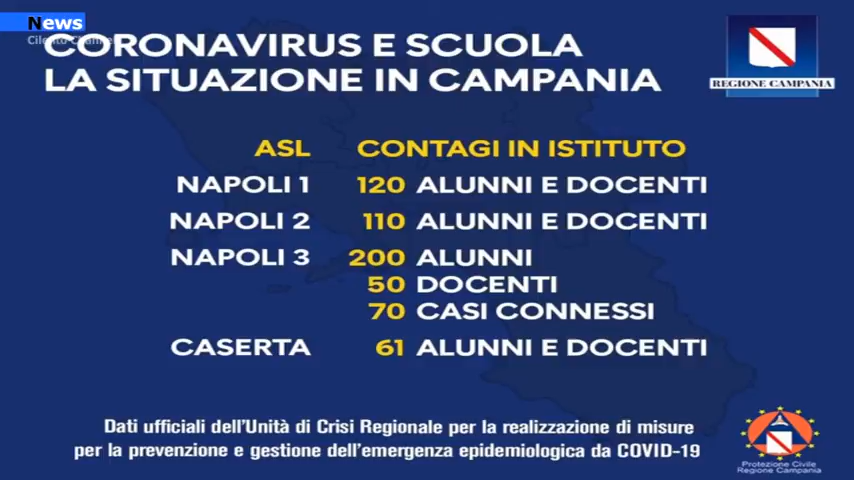 News
Cilento Channel
CORONAVIRUS E SCUOLA
LA SITUAZIONE IN CAMPANIA
REGIONE CAMPANIA
ASL CONTAGI IN ISTITUTO
NAPOLI 1 120 ALUNNI E DOCENTI
NAPOLI 2 110 ALUNNI E DOCENTI
NAPOLI 3 200 ALUNNI
50 DOCENTI
70 CASI CONNESSI
CASERTA 61 ALUNNI E DOCENTI
Dati ufficiali dell'Unità di Crisi Regionale per la realizzazione di misure
per la prevenzione e gestione dell'emergenza epidemiologica da COVID-19
Protezione Civile
Regione Campania